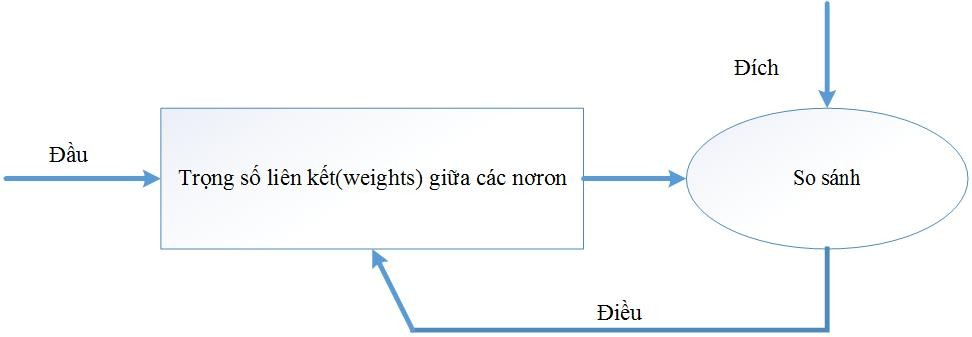 Đích
Đầu
Trọng số liên kết(weights) giữa các nơron
So sánh
Điều